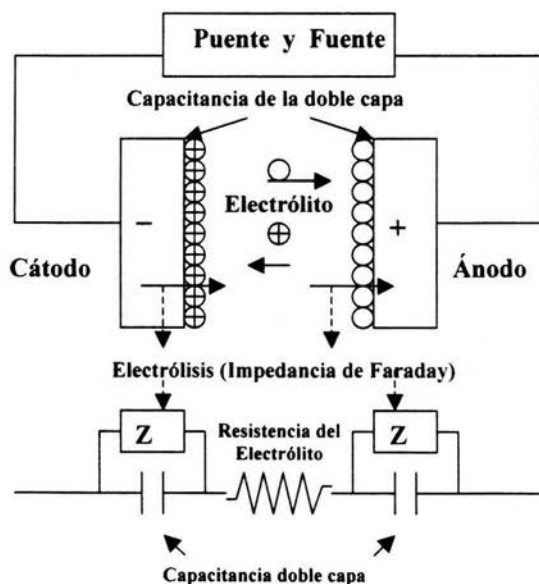 Puente y Fuente
Capacitancia de la doble capa
Electrólito
− +
Cátodo Ánodo
Electrólisis (Impedancia de Faraday)
Z Z
Resistencia del
Electrólito
Capacitancia doble capa